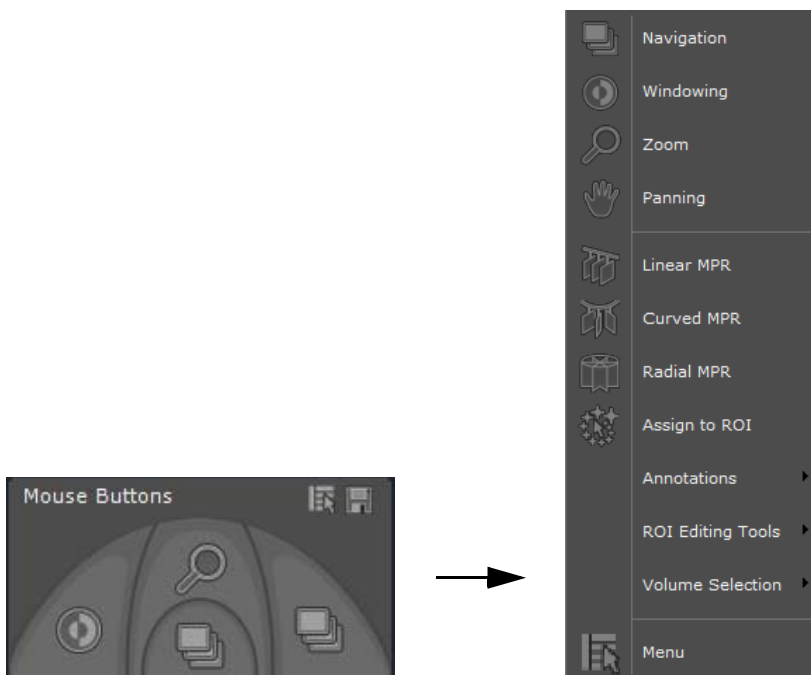 Navigation
Windowing
Zoom
Panning
Linear MPR
Curved MPR
Radial MPR
Assign to ROI
Annotations
ROI Editing Tools
Volume Selection
Menu
Mouse Buttons